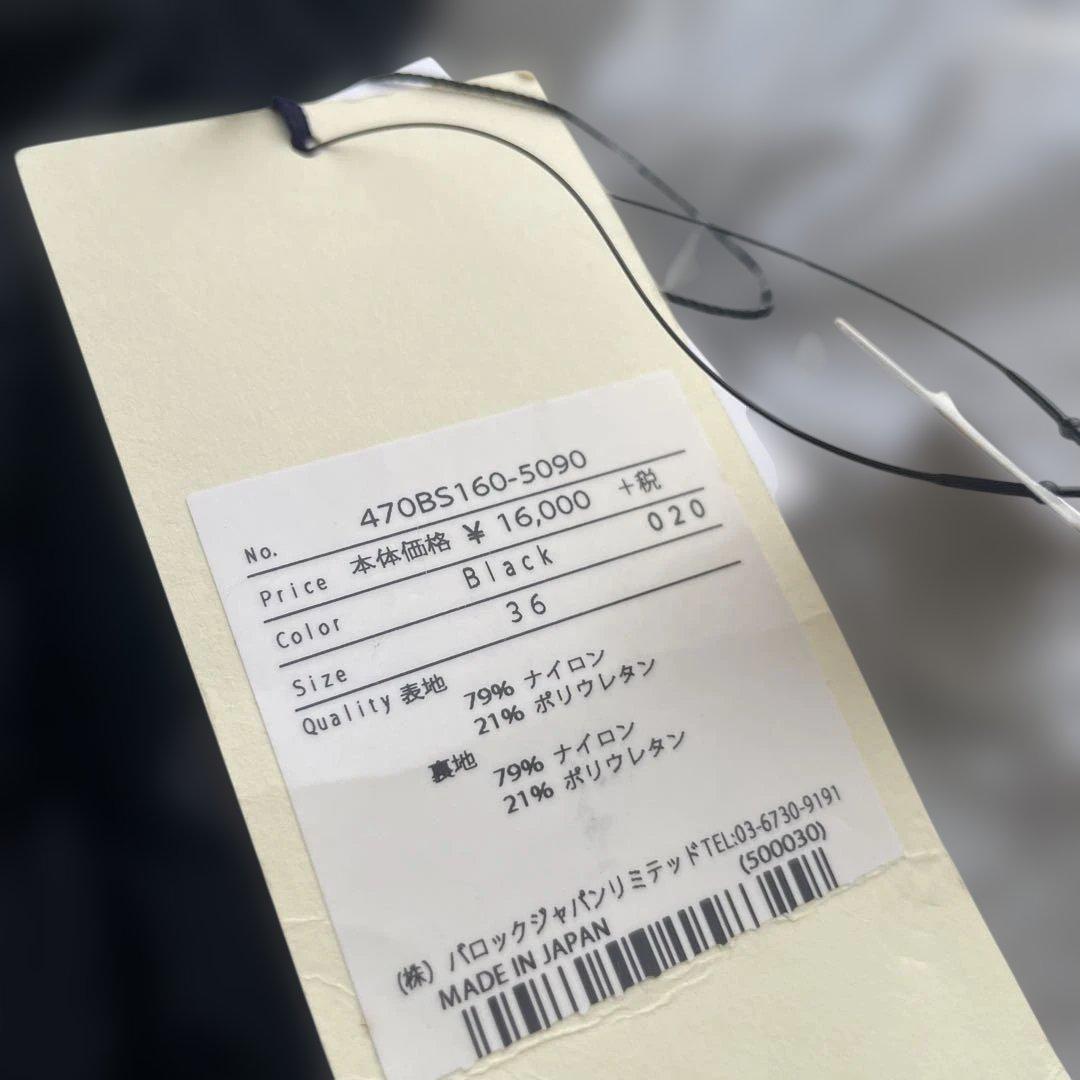 No. 470BS160-5090
Price 本体価格 ¥ 16,000 +税
Color Black 020
Size 36
Quality 表地 79% ナイロン
21% ポリウレタン
裏地 79% ナイロン
21% ポリウレタン
(株) バロックジャパンリミテッド TEL:03-6730-9191
MADE IN JAPAN (500030)